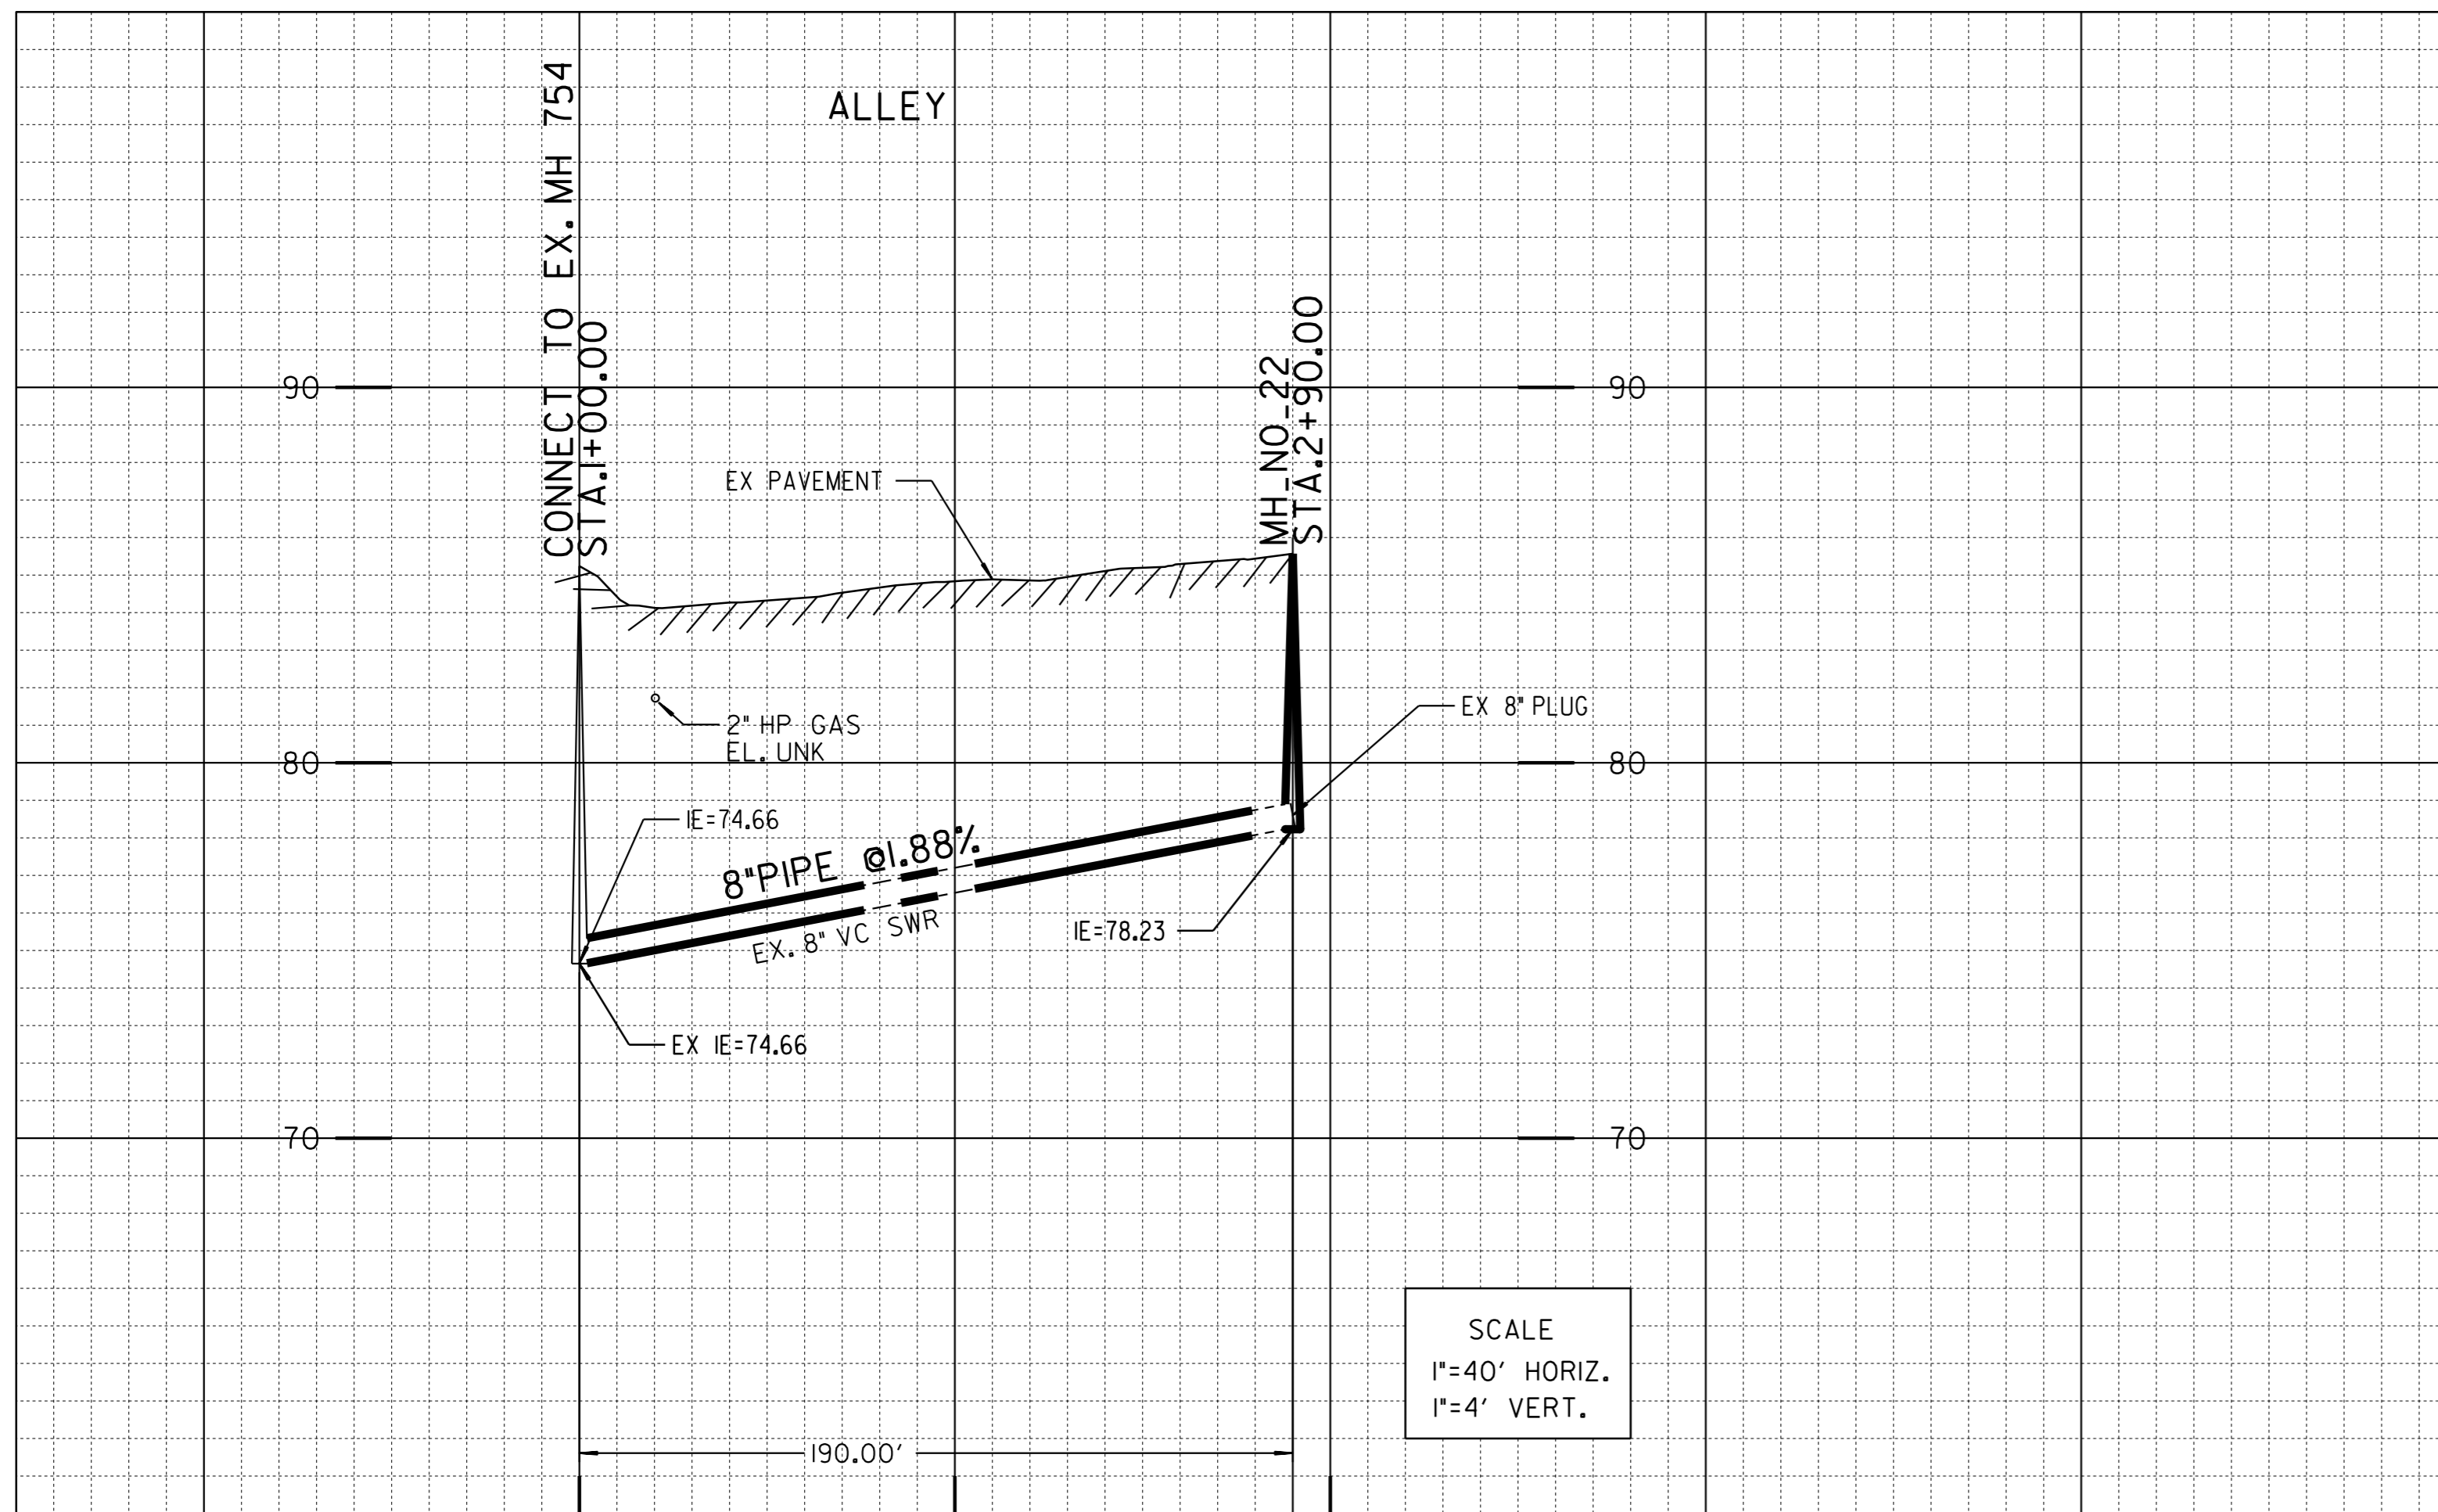 ALLEY
CONNECT TO EX. MH 754
STA.1+00.00
MH-NO-22
STA.2+90.00
90
90
EX PAVEMENT
2" HP GAS
EL. UNK
EX 8" PLUG
80
80
IE=74.66
8"PIPE @1.88%
EX. 8" VC SWR
IE=78.23
EX IE=74.66
70
70
SCALE
1"=40' HORIZ.
1"=4' VERT.
190.00'